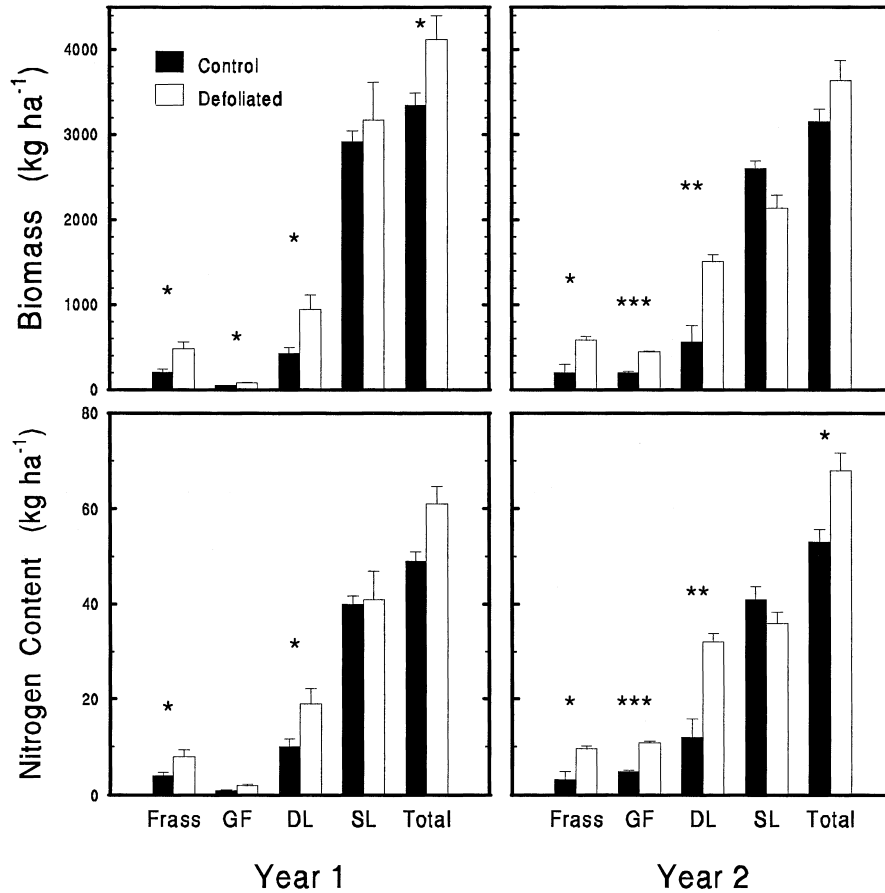 Biomass (kg ha-1)
4000
3000
2000
1000
0
Control
Defoliated
*
*
*
*
*
***
**
Nitrogen Content (kg ha-1)
80
60
40
20
0
*
*
*
***
**
*
Frass GF DL SL Total
Frass GF DL SL Total
Year 1
Year 2